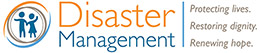 Disaster
Management
Protecting lives.
Restoring dignity.
Renewing hope.